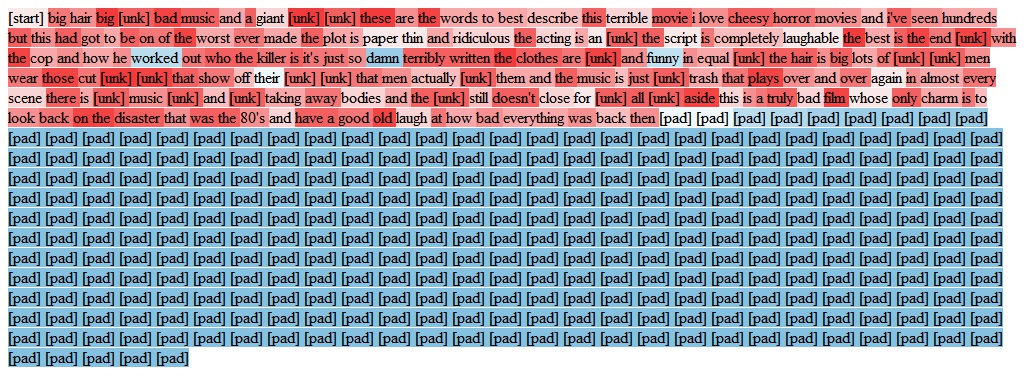 [start] big hair big [unk] bad music and a giant [unk] [unk] these are the words to best describe this terrible movie i love cheesy horror movies and i've seen hundreds
but this had got to be on of the worst ever made the plot is paper thin and ridiculous the acting is an [unk] the script is completely laughable the best is the end [unk] with
the cop and how he worked out who the killer is it's just so damn terribly written the clothes are [unk] and funny in equal [unk] the hair is big lots of [unk] [unk] men
wear those cut [unk] [unk] that show off their [unk] [unk] that men actually [unk] them and the music is just [unk] trash that plays over and over again in almost every
scene there is [unk] music [unk] and [unk] taking away bodies and the [unk] still doesn't close for [unk] all [unk] aside this is a truly bad film whose only charm is to
look back on the disaster that was the 80's and have a good old laugh at how bad everything was back then [pad] [pad] [pad] [pad] [pad] [pad] [pad] [pad] [pad]
[pad] [pad] [pad] [pad] [pad] [pad] [pad] [pad] [pad] [pad] [pad] [pad] [pad] [pad] [pad] [pad] [pad] [pad] [pad] [pad] [pad] [pad] [pad] [pad] [pad] [pad] [pad]
[pad] [pad] [pad] [pad] [pad] [pad] [pad] [pad] [pad] [pad] [pad] [pad] [pad] [pad] [pad] [pad] [pad] [pad] [pad] [pad] [pad] [pad] [pad] [pad] [pad] [pad] [pad]
[pad] [pad] [pad] [pad] [pad] [pad] [pad] [pad] [pad] [pad] [pad] [pad] [pad] [pad] [pad] [pad] [pad] [pad] [pad] [pad] [pad] [pad] [pad] [pad] [pad] [pad] [pad]
[pad] [pad] [pad] [pad] [pad] [pad] [pad] [pad] [pad] [pad] [pad] [pad] [pad] [pad] [pad] [pad] [pad] [pad] [pad] [pad] [pad] [pad] [pad] [pad] [pad] [pad] [pad]
[pad] [pad] [pad] [pad] [pad] [pad] [pad] [pad] [pad] [pad] [pad] [pad] [pad] [pad] [pad] [pad] [pad] [pad] [pad] [pad] [pad] [pad] [pad] [pad] [pad] [pad] [pad]
[pad] [pad] [pad] [pad] [pad] [pad] [pad] [pad] [pad] [pad] [pad] [pad] [pad] [pad] [pad] [pad] [pad] [pad] [pad] [pad] [pad] [pad] [pad] [pad] [pad] [pad] [pad]
[pad] [pad] [pad] [pad] [pad] [pad] [pad] [pad] [pad] [pad] [pad] [pad] [pad] [pad] [pad] [pad] [pad] [pad] [pad] [pad] [pad] [pad] [pad] [pad] [pad] [pad] [pad]
[pad] [pad] [pad] [pad] [pad] [pad] [pad] [pad] [pad] [pad] [pad] [pad] [pad] [pad] [pad] [pad] [pad] [pad] [pad] [pad] [pad] [pad] [pad] [pad] [pad] [pad] [pad]
[pad] [pad] [pad] [pad] [pad] [pad] [pad] [pad] [pad] [pad] [pad] [pad] [pad] [pad] [pad] [pad] [pad] [pad] [pad] [pad] [pad] [pad] [pad] [pad] [pad] [pad] [pad]
[pad] [pad] [pad] [pad] [pad] [pad] [pad] [pad] [pad] [pad] [pad] [pad] [pad] [pad] [pad] [pad] [pad] [pad] [pad] [pad] [pad] [pad] [pad] [pad] [pad] [pad] [pad]
[pad] [pad] [pad] [pad] [pad] [pad] [pad] [pad] [pad] [pad] [pad] [pad] [pad] [pad] [pad] [pad] [pad] [pad] [pad] [pad] [pad] [pad] [pad] [pad] [pad] [pad] [pad]
[pad] [pad] [pad] [pad] [pad]